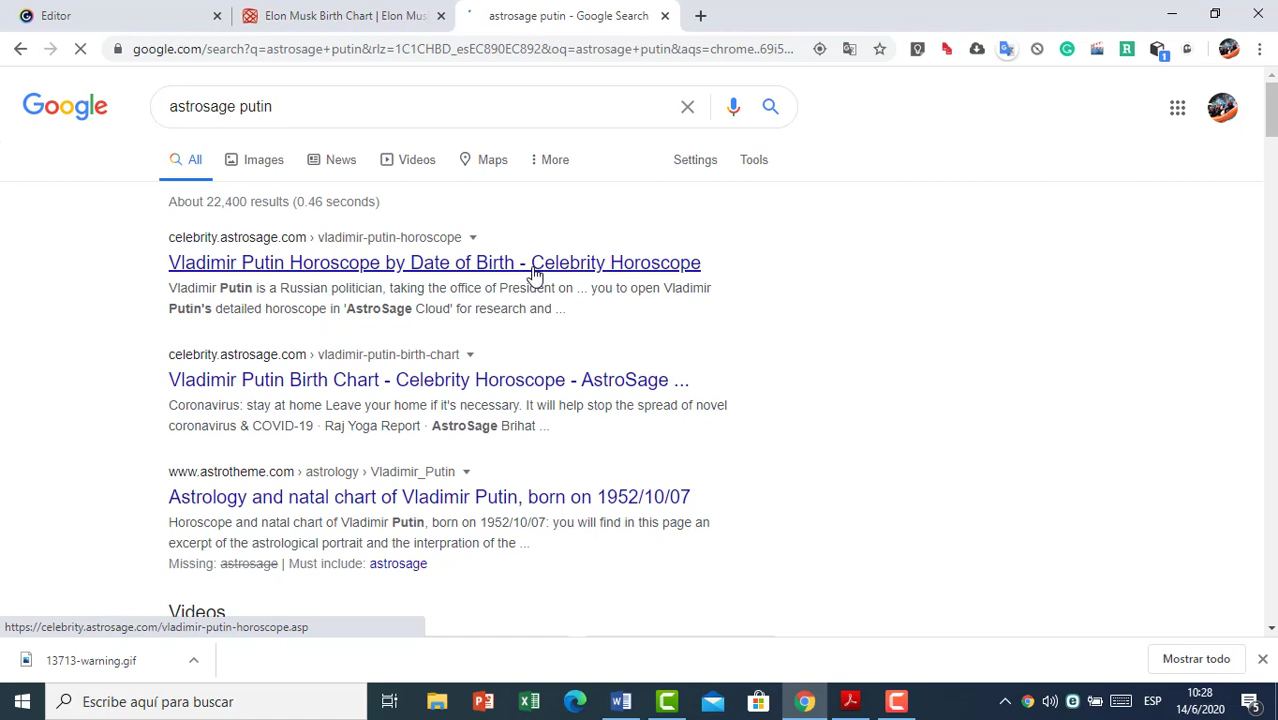 Editor
Elon Musk Birth Chart | Elon Mus
astrosage putin - Google Search
google.com/search?q=astrosage+putin&rlz=1C1CHBD_esEC890EC892&oq=astrosage+putin&aqs=chrome..69i5...
Google
astrosage putin
All
Images
News
Videos
Maps
More
Settings
Tools
About 22,400 results (0.46 seconds)
celebrity.astrosage.com › vladimir-putin-horoscope
Vladimir Putin Horoscope by Date of Birth - Celebrity Horoscope
Vladimir Putin is a Russian politician, taking the office of President on ... you to open Vladimir
Putin's detailed horoscope in 'AstroSage Cloud' for research and ...
celebrity.astrosage.com › vladimir-putin-birth-chart
Vladimir Putin Birth Chart - Celebrity Horoscope - AstroSage ...
Coronavirus: stay at home Leave your home if it's necessary. It will help stop the spread of novel
coronavirus & COVID-19 · Raj Yoga Report · AstroSage Brihat ...
www.astrotheme.com › astrology › Vladimir_Putin
Astrology and natal chart of Vladimir Putin, born on 1952/10/07
Horoscope and natal chart of Vladimir Putin, born on 1952/10/07: you will find in this page an
excerpt of the astrological portrait and the interpration of the ...
Missing: astrosage | Must include: astrosage
Videos
https://celebrity.astrosage.com/vladimir-putin-horoscope.asp
13713-warning.gif
Mostrar todo
Escribe aquí para buscar
ESP
10:28
14/6/2020
5
R
1